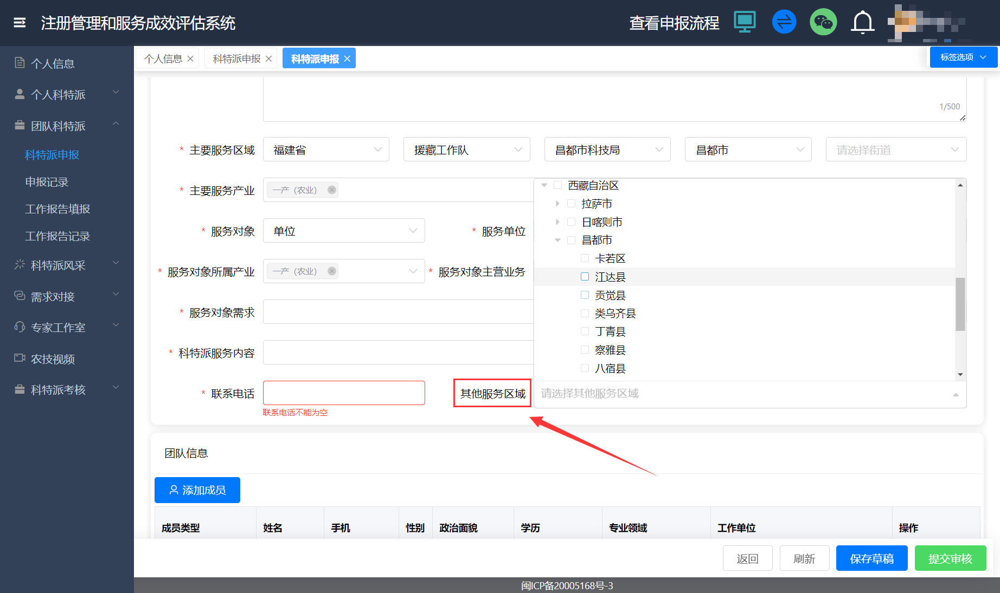 注册管理和服务成效评估系统
查看申报流程
个人信息
个人科特派
团队科特派
科特派申报
申报记录
工作报告填报
工作报告记录
科特派风采
需求对接
专家工作室
农技视频
科特派考核
个人信息 科特派申报 科特派申报
标签选项
1/500
* 主要服务区域 福建省 援藏工作队 昌都市科技局 昌都市 请选择街道
* 主要服务产业 一产（农业）
* 服务对象 单位 * 服务单位
* 服务对象所属产业 一产（农业） * 服务对象主营业务
* 服务对象需求
* 科特派服务内容
* 联系电话
联系电话不能为空
西藏自治区
拉萨市
日喀则市
昌都市
卡若区
江达县
贡觉县
类乌齐县
丁青县
察雅县
八宿县
其他服务区域 请选择其他服务区域
团队信息
添加成员
成员类型 姓名 手机 性别 政治面貌 学历 专业领域 工作单位 操作
返回 刷新 保存草稿 提交审核
闽ICP备20005168号-3